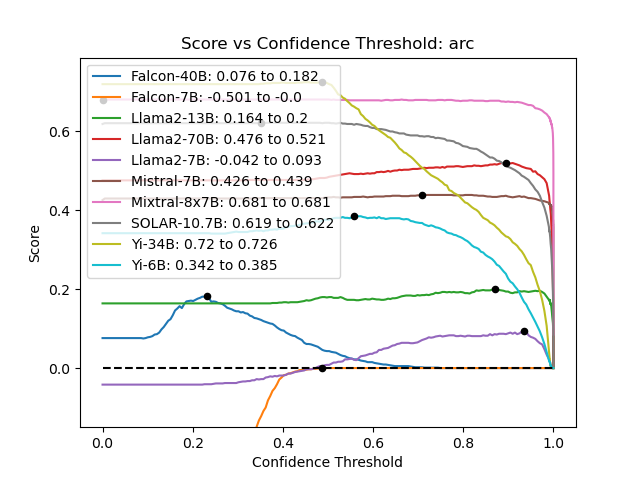 Score vs Confidence Threshold: arc
Falcon-40B: 0.076 to 0.182
Falcon-7B: -0.501 to -0.0
Llama2-13B: 0.164 to 0.2
Llama2-70B: 0.476 to 0.521
Llama2-7B: -0.042 to 0.093
Mistral-7B: 0.426 to 0.439
Mixtral-8x7B: 0.681 to 0.681
SOLAR-10.7B: 0.619 to 0.622
Yi-34B: 0.72 to 0.726
Yi-6B: 0.342 to 0.385
0.6
0.4
0.2
0.0
Score
0.0 0.2 0.4 0.6 0.8 1.0
Confidence Threshold